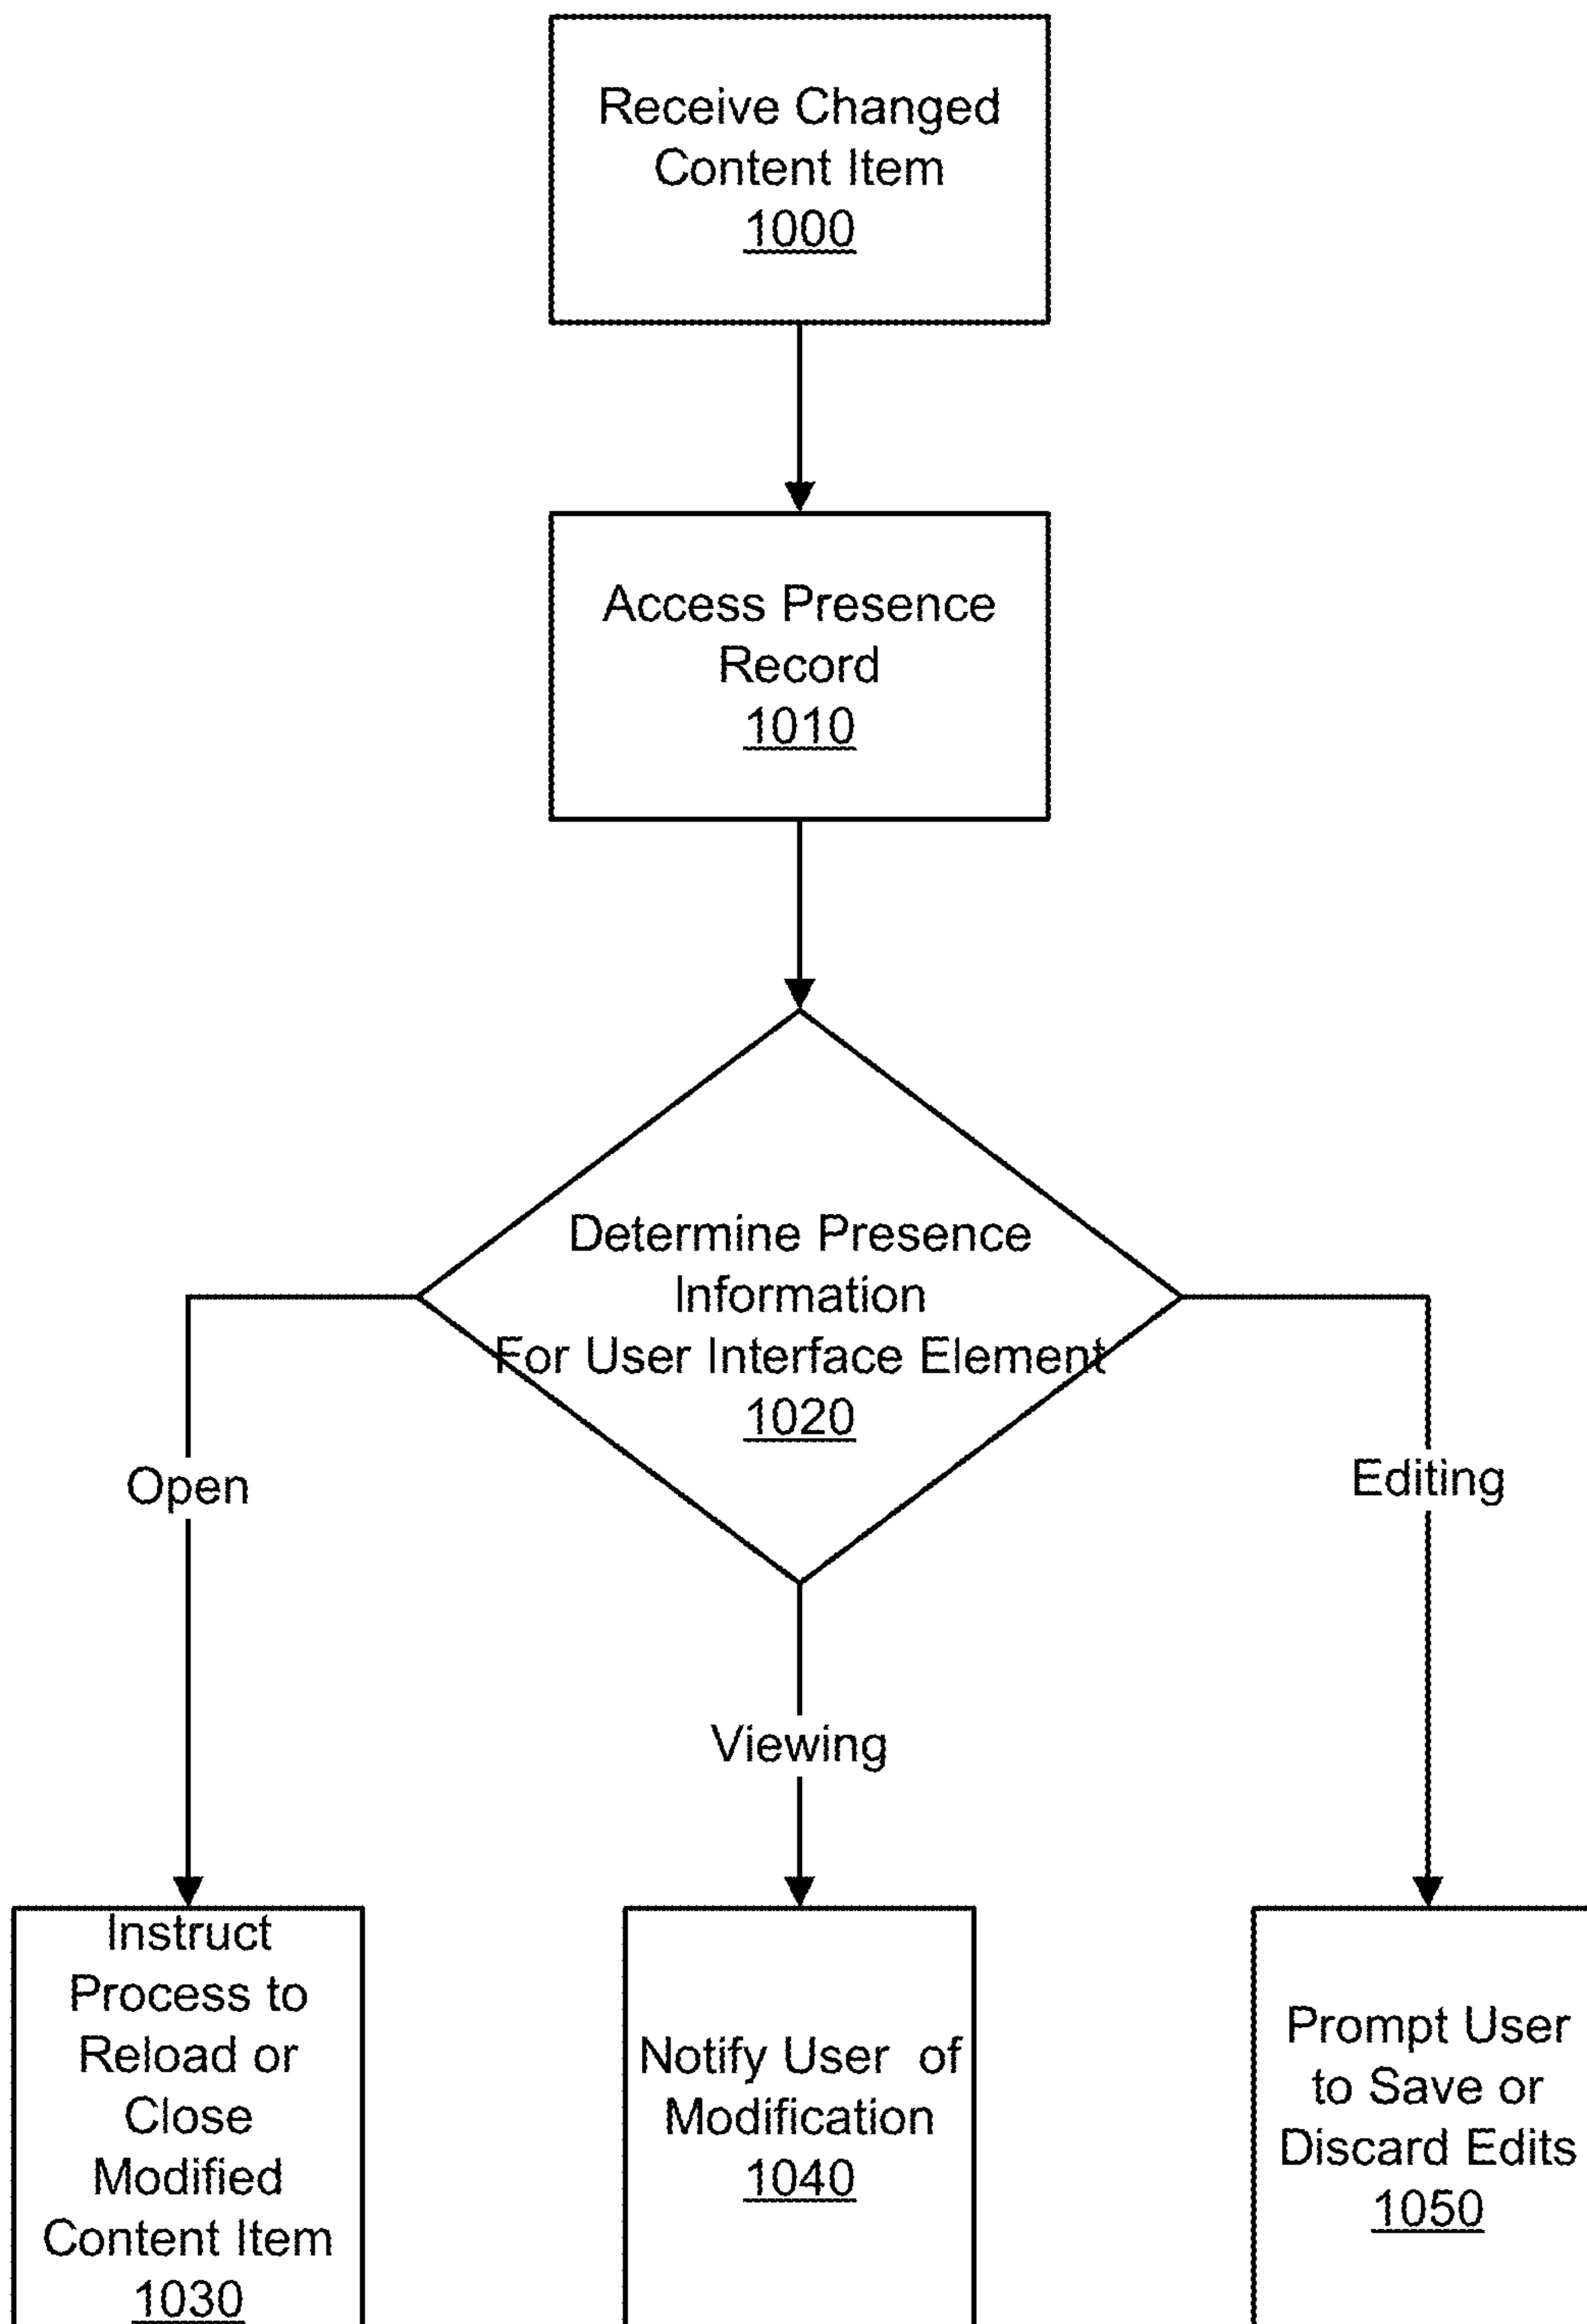 Receive Changed
Content Item
1000
Access Presence
Record
1010
Determine Presence
Information
For User Interface Element
1020
Open
Editing
Viewing
Instruct
Process to
Reload or
Close
Modified
Content Item
1030
Notify User of
Modification
1040
Prompt User
to Save or
Discard Edits
1050